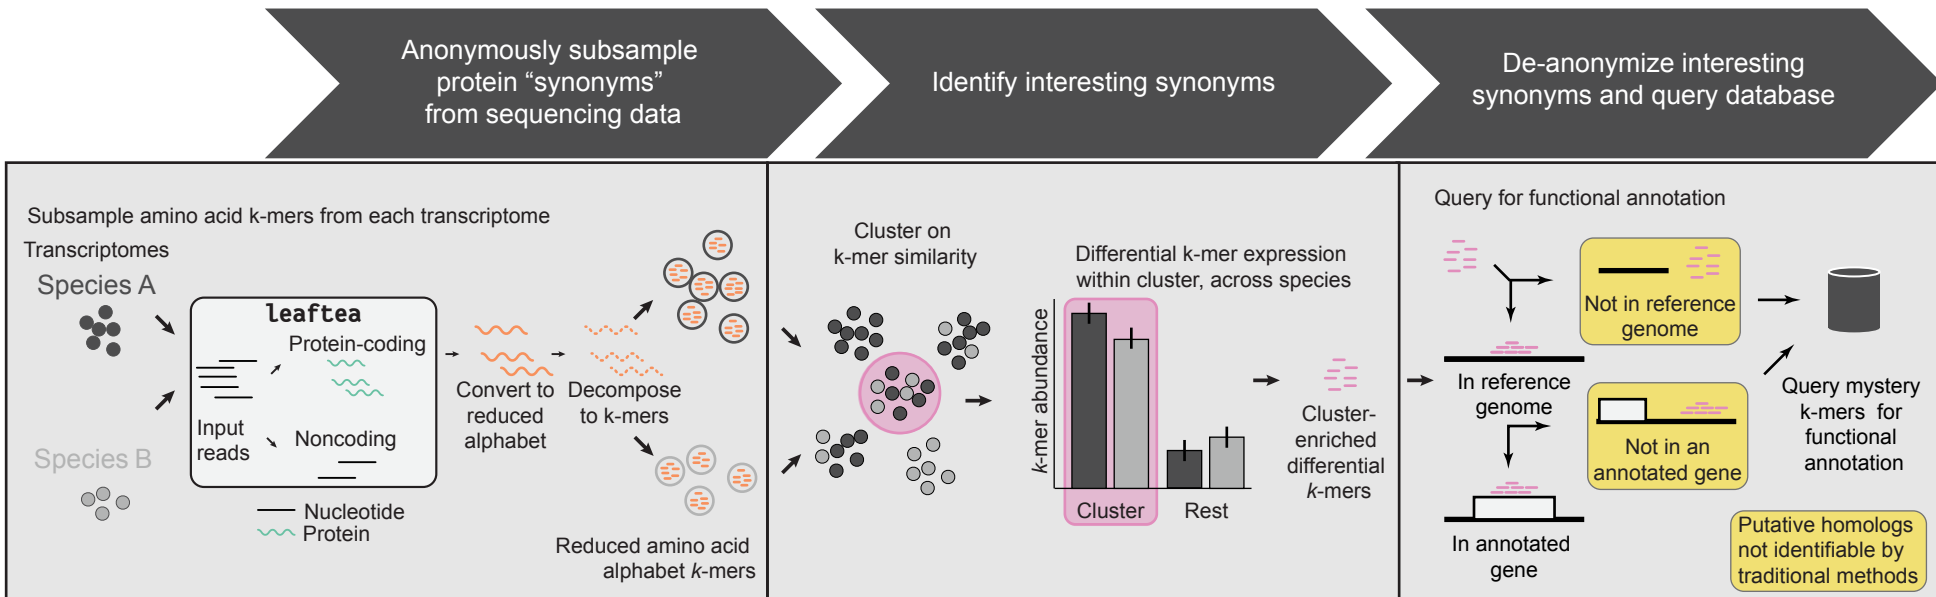 Anonymously subsample
protein “synonyms”
from sequencing data
Identify interesting synonyms
De-anonymize interesting
synonyms and query database
Subsample amino acid k-mers from each transcriptome
Transcriptomes
Species A
Species B
leaftea
Protein-coding
Input
reads
Noncoding
Nucleotide
Protein
Convert to
reduced
alphabet
Decompose
to k-mers
Reduced amino acid
alphabet k-mers
Cluster on
k-mer similarity
Differential k-mer expression
within cluster, across species
k-mer abundance
Cluster
Rest
Cluster-
enriched
differential
k-mers
Query for functional annotation
Not in reference
genome
In reference
genome
Not in an
annotated gene
In annotated
gene
Query mystery
k-mers for
functional
annotation
Putative homologs
not identifiable by
traditional methods